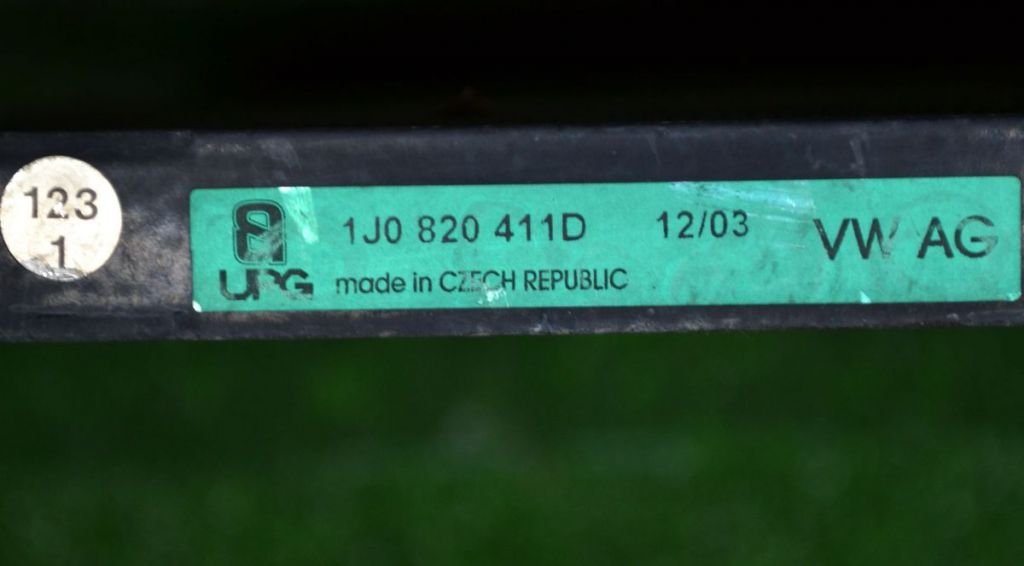 123
1
1J0 820 411D 12/03 VW AG
UPG made in CZECH REPUBLIC